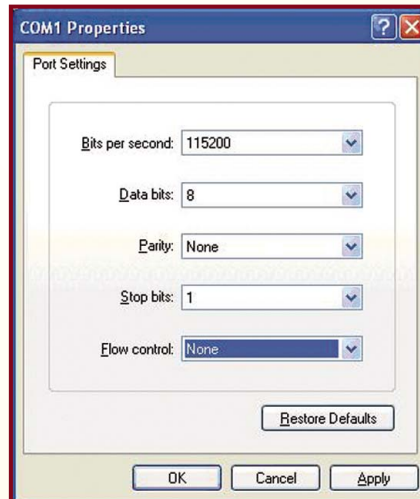 COM1 Properties
Port Settings
Bits per second: 115200
Data bits: 8
Parity: None
Stop bits: 1
Flow control: None
Restore Defaults
OK Cancel Apply